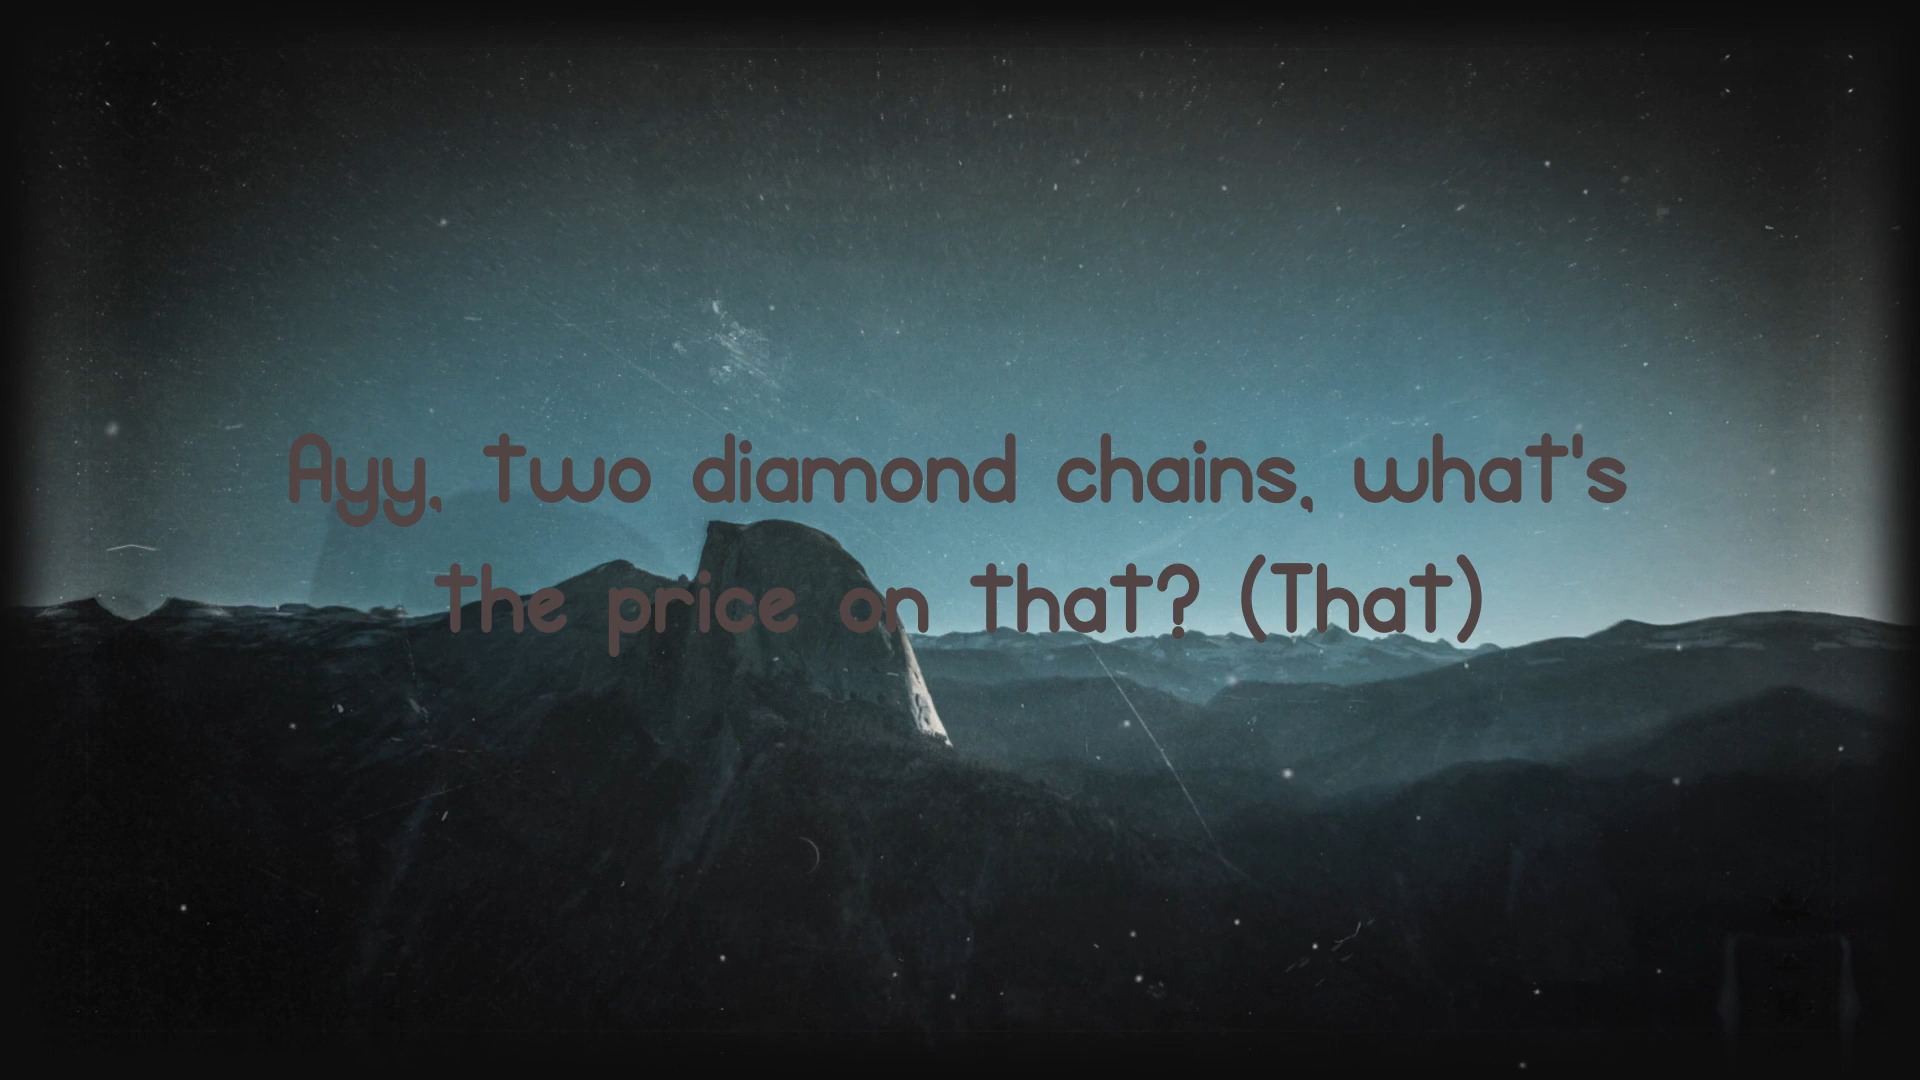 Ayy, two diamond chains, what's
the price on that? (That)